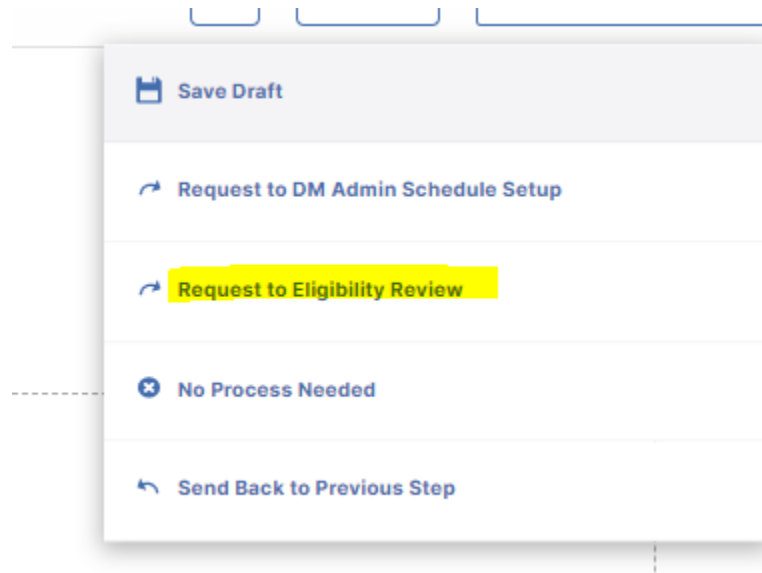 Save Draft
Request to DM Admin Schedule Setup
Request to Eligibility Review
No Process Needed
Send Back to Previous Step